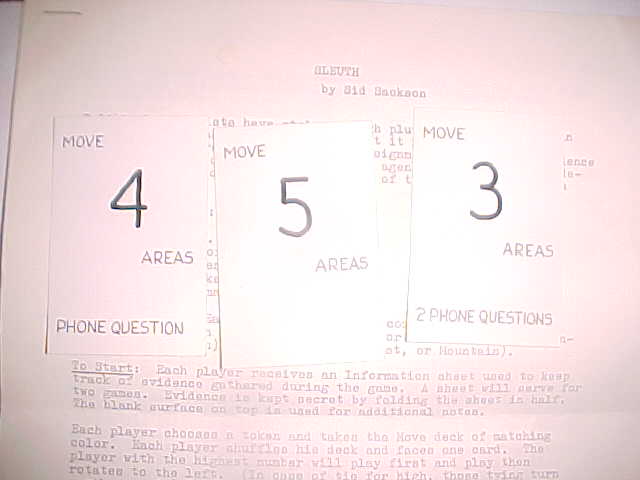 SLEUTH
by Sid Sackson
MOVE
4
AREAS
PHONE QUESTION
MOVE
5
AREAS
MOVE
3
AREAS
2 PHONE QUESTIONS
of t
or Mountain).
To Start: Each player receives an Information sheet used to keep
track of evidence gathered during the game. A sheet will serve for
two games. Evidence is kept secret by folding the sheet in half.
The blank surface on top is used for additional notes.
Each player chooses a token and takes the Move deck of matching
color. Each player shuffles his deck and faces one card. The
player with the highest number will play first and play then
rotates to the left. (In case of tie for high, those tying turn